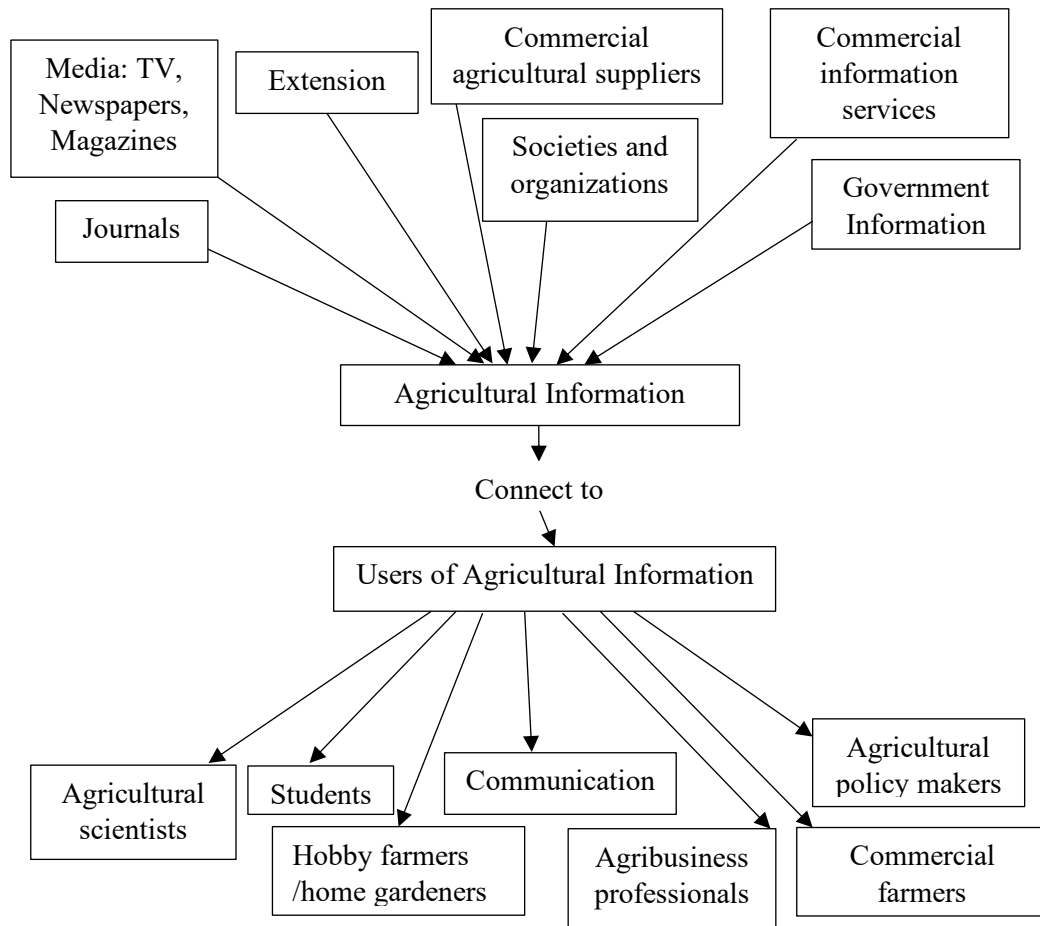 Media: TV,
Newspapers,
Magazines
Extension
Commercial
agricultural suppliers
Commercial
information
services
Societies and
organizations
Government
Information
Journals
Agricultural Information
Connect to
Users of Agricultural Information
Agricultural
scientists
Students
Communication
Agricultural
policy makers
Hobby farmers
/home gardeners
Agribusiness
professionals
Commercial
farmers